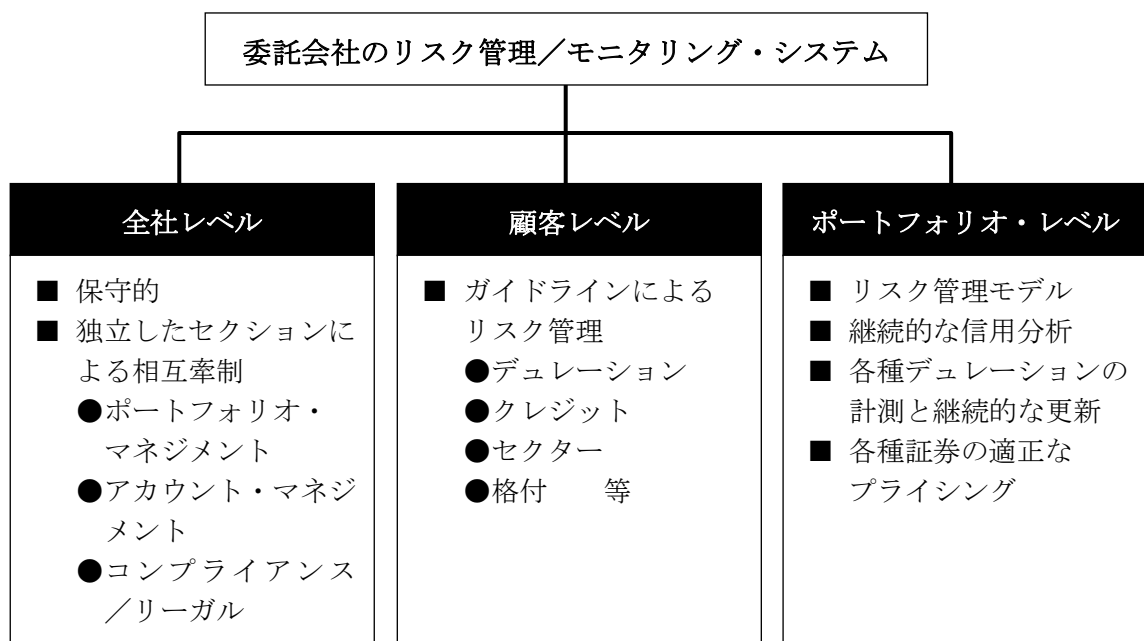 委託会社のリスク管理／モニタリング・システム
全社レベル
■ 保守的
■ 独立したセクションに
よる相互牽制
●ポートフォリオ・
マネジメント
●アカウント・マネジ
メント
●コンプライアンス
／リーガル
顧客レベル
■ ガイドラインによる
リスク管理
●デュレーション
●クレジット
●セクター
●格付　　等
ポートフォリオ・レベル
■ リスク管理モデル
■ 継続的な信用分析
■ 各種デュレーションの
計測と継続的な更新
■ 各種証券の適正な
プライシング